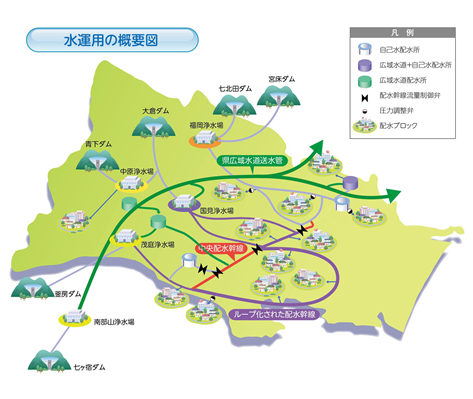 水運用の概要図
凡 例
自己水配水所
広域水道+自己水配水所
広域水道配水所
配水幹線流量制御弁
圧力調整弁
配水ブロック
宮床ダム
七北田ダム
大倉ダム
福岡浄水場
青下ダム
県広域水道送水管
中原浄水場
国見浄水場
茂庭浄水場
中央配水幹線
釜房ダム
南部山浄水場
ループ化された配水幹線
七ヶ宿ダム